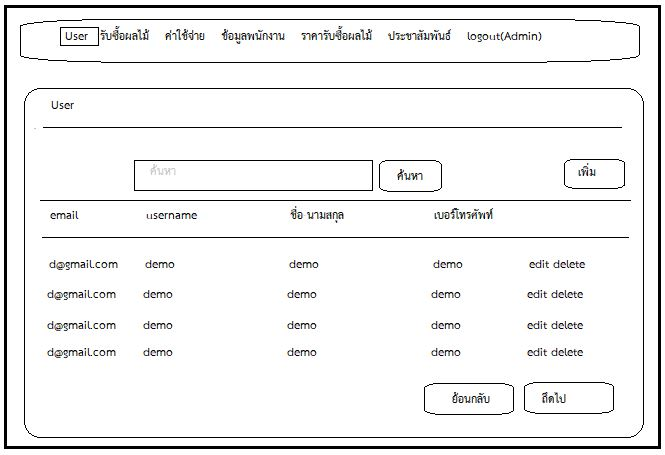 User รับซื้อผลไม้ ค่าใช้จ่าย ข้อมูลพนักงาน ราคารับซื้อผลไม้ ประชาสัมพันธ์ logout(Admin)
User
ค้นหา ค้นหา เพิ่ม
email username ชื่อ นามสกุล เบอร์โทรศัพท์
d@gmail.com demo demo demo edit delete
d@gmail.com demo demo demo edit delete
d@gmail.com demo demo demo edit delete
d@gmail.com demo demo demo edit delete
ย้อนกลับ ถึดไป